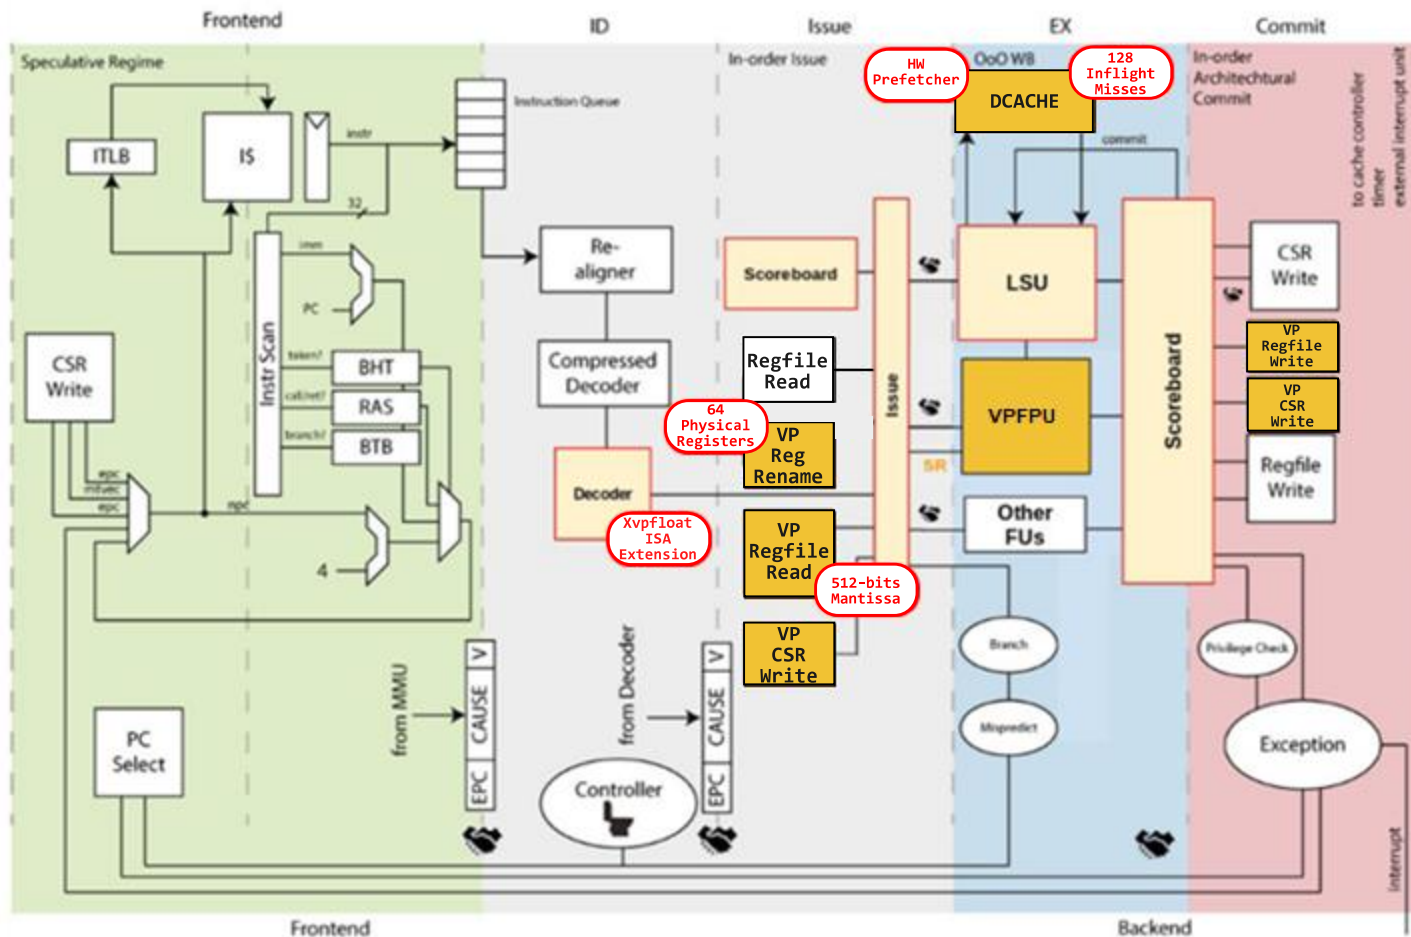 Frontend
ID
Issue
EX
Commit
Speculative Regime
In-order Issue
OoO WB
In-order
Architechtural
Commit
to cache controller
timer
external interrupt unit
HW
Prefetcher
128
Inflight
Misses
DCACHE
Instruction Queue
ITLB
I$
instr
32
commit
imm
PC
Instr Scan
CSR
Write
taken?
BHT
call/ret?
RAS
branch?
BTB
epc
mtvec
epc
npc
4
Re-
aligner
Compressed
Decoder
Decoder
Xvpfloat
ISA
Extension
Scoreboard
Regfile
Read
64
Physical
Registers
VP
Reg
Rename
VP
Regfile
Read
512-bits
Mantissa
VP
CSR
Write
Issue
LSU
VPFPU
SR
Other
FUs
Scoreboard
CSR
Write
VP
Regfile
Write
VP
CSR
Write
Regfile
Write
Branch
Mispredict
Privilege Check
Exception
from MMU
EPC CAUSE V
from Decoder
EPC CAUSE V
PC
Select
Controller
interrupt
Frontend
Backend